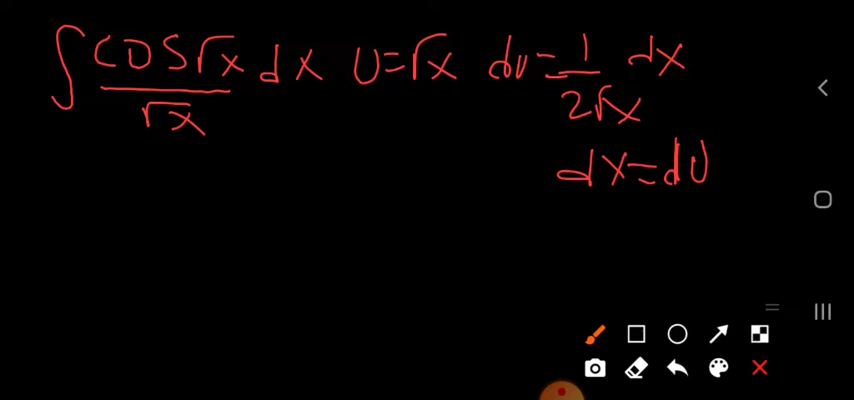 ∫ cos√x/√x dx U=√x du=1/2√x dx
dx=dU